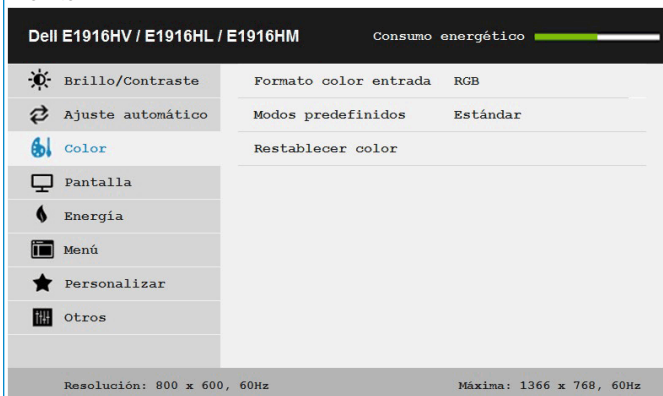 Dell E1916HV / E1916HL / E1916HM Consumo energético
Brillo/Contraste Formato color entrada RGB
Ajuste automático Modos predefinidos Estándar
Color Restablecer color
Pantalla
Energía
Menú
Personalizar
Otros
Resolución: 800 x 600, 60Hz Máxima: 1366 x 768, 60Hz